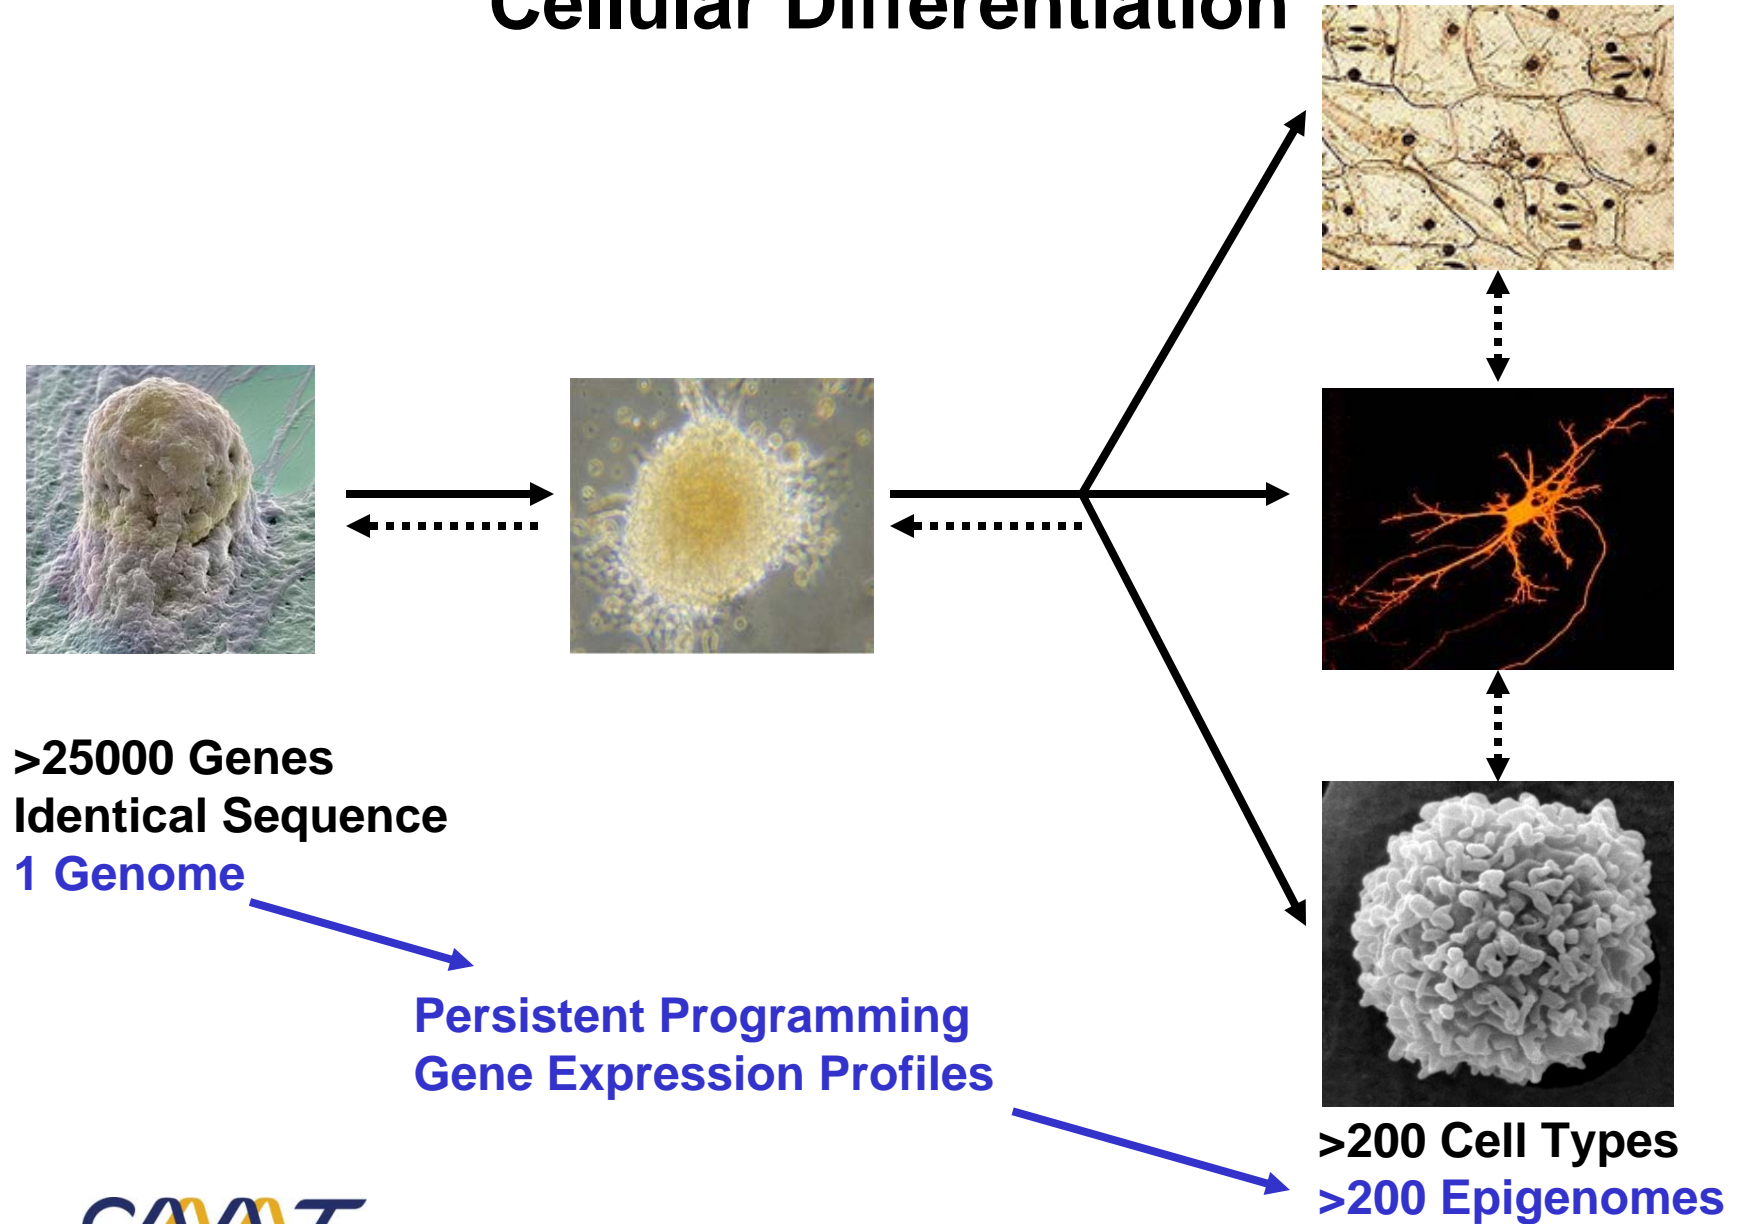 Cellular Differentiation
>25000 Genes
Identical Sequence
1 Genome
Persistent Programming
Gene Expression Profiles
>200 Cell Types
>200 Epigenomes